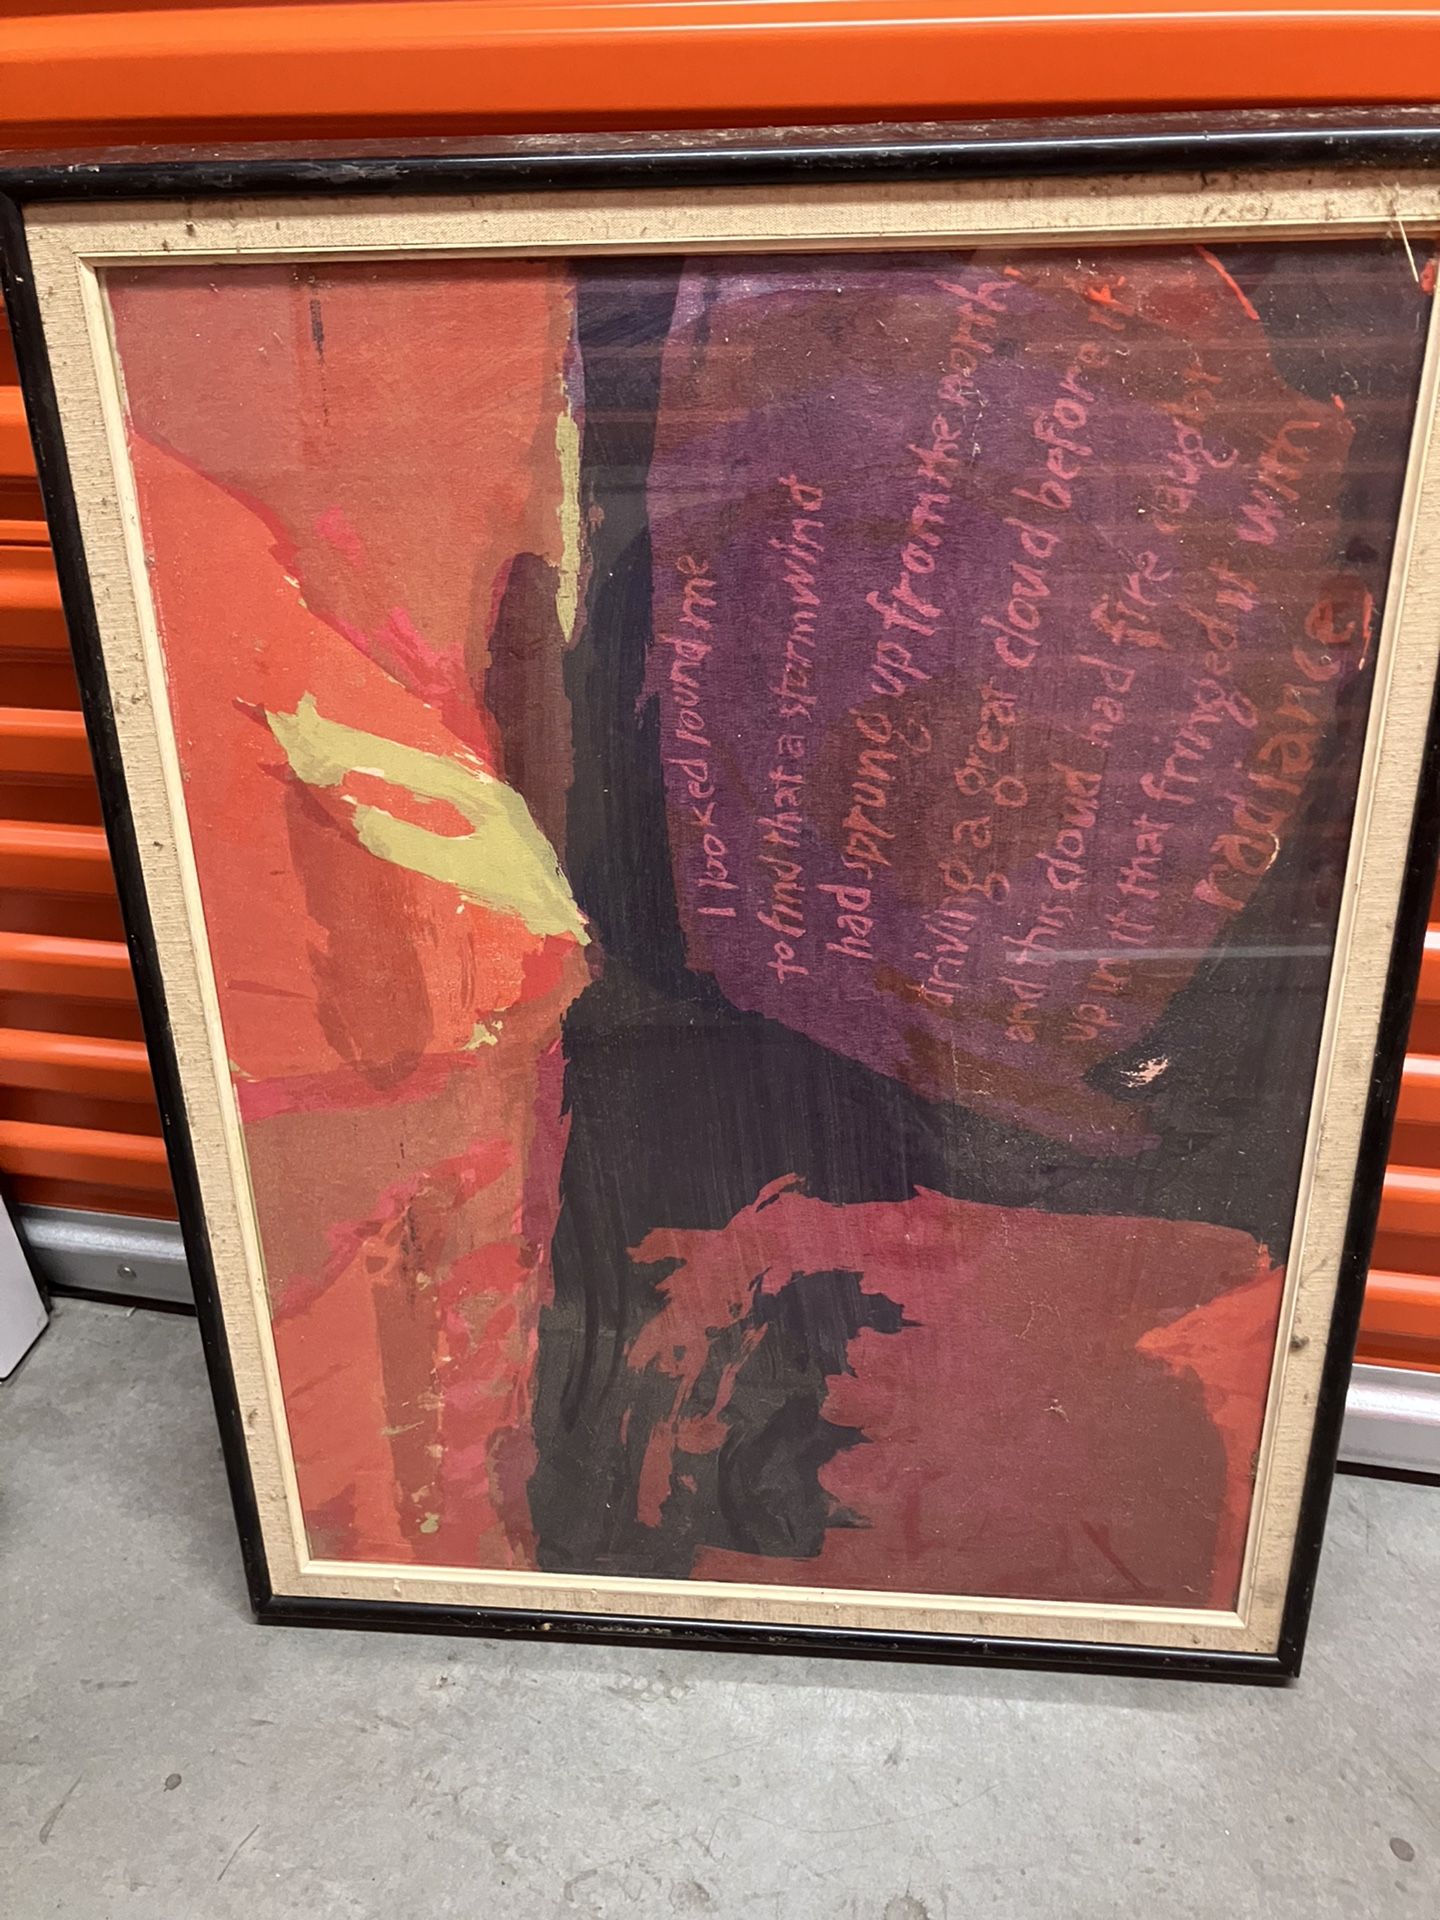 I looked round me
to find that a stormwind
had sprung up from the north,
driving a great cloud before it,
and this cloud had fire caught
up in it that fringed it with
radiance